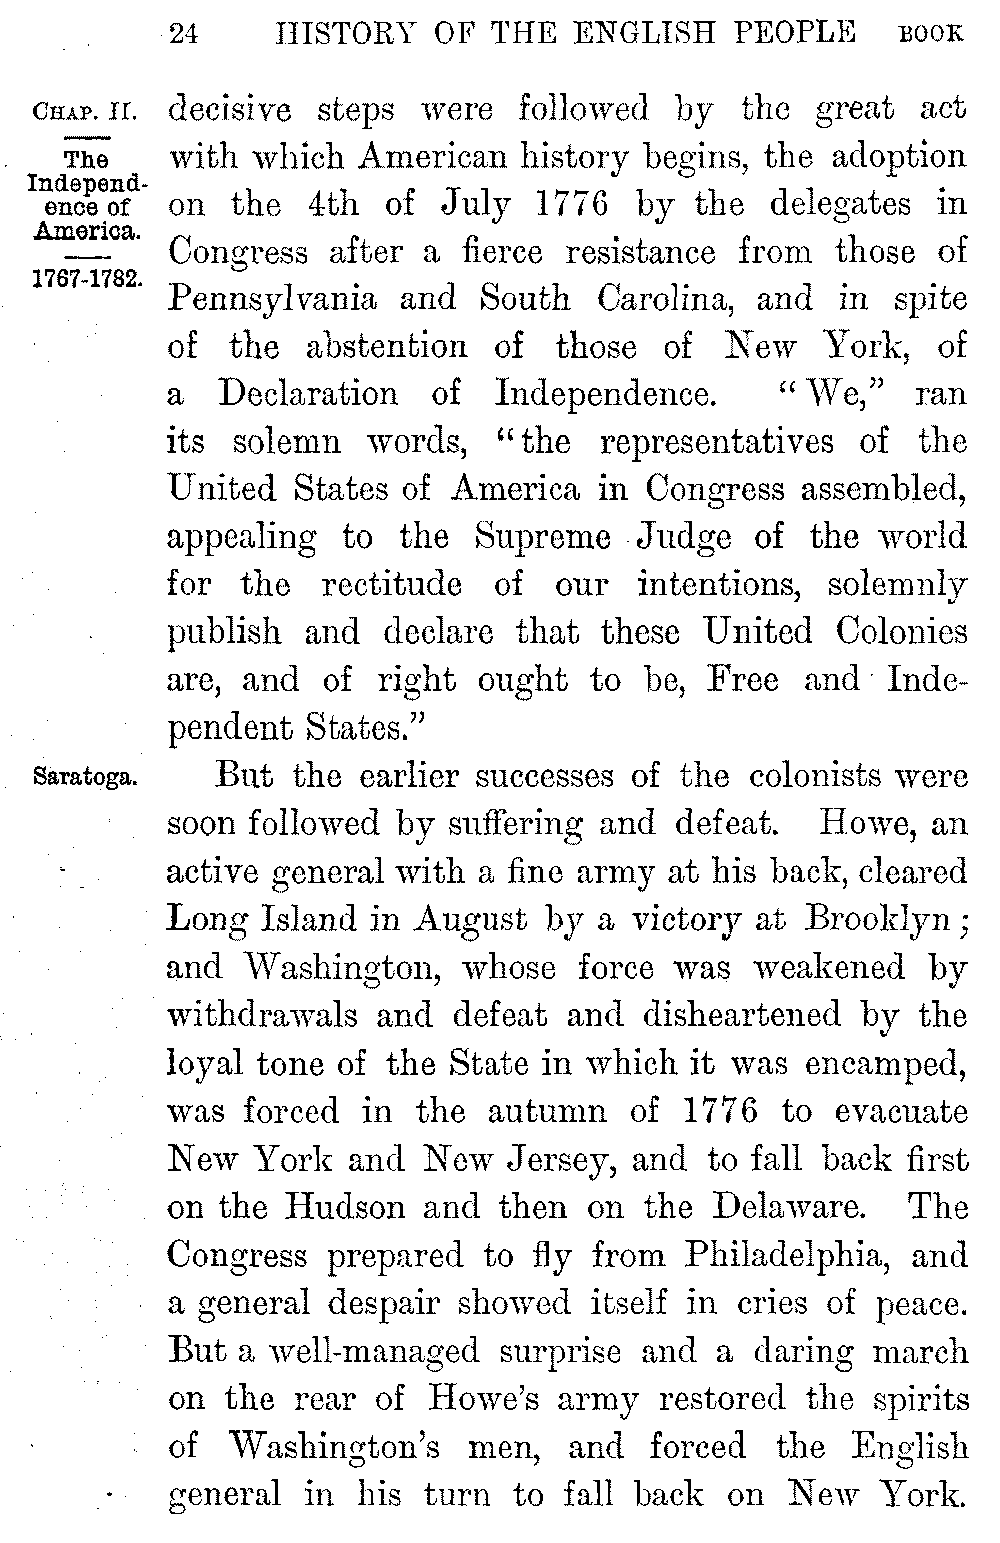 24 HISTORY OF THE ENGLISH PEOPLE BOOK
CHAP. II.
The
Independ-
ence of
America.
1767-1782.
decisive steps were followed by the great act
with which American history begins, the adoption
on the 4th of July 1776 by the delegates in
Congress after a fierce resistance from those of
Pennsylvania and South Carolina, and in spite
of the abstention of those of New York, of
a Declaration of Independence. “We,” ran
its solemn words, “the representatives of the
United States of America in Congress assembled,
appealing to the Supreme Judge of the world
for the rectitude of our intentions, solemnly
publish and declare that these United Colonies
are, and of right ought to be, Free and Inde-
pendent States.”
Saratoga.
But the earlier successes of the colonists were
soon followed by suffering and defeat. Howe, an
active general with a fine army at his back, cleared
Long Island in August by a victory at Brooklyn;
and Washington, whose force was weakened by
withdrawals and defeat and disheartened by the
loyal tone of the State in which it was encamped,
was forced in the autumn of 1776 to evacuate
New York and New Jersey, and to fall back first
on the Hudson and then on the Delaware. The
Congress prepared to fly from Philadelphia, and
a general despair showed itself in cries of peace.
But a well-managed surprise and a daring march
on the rear of Howe’s army restored the spirits
of Washington’s men, and forced the English
general in his turn to fall back on New York.